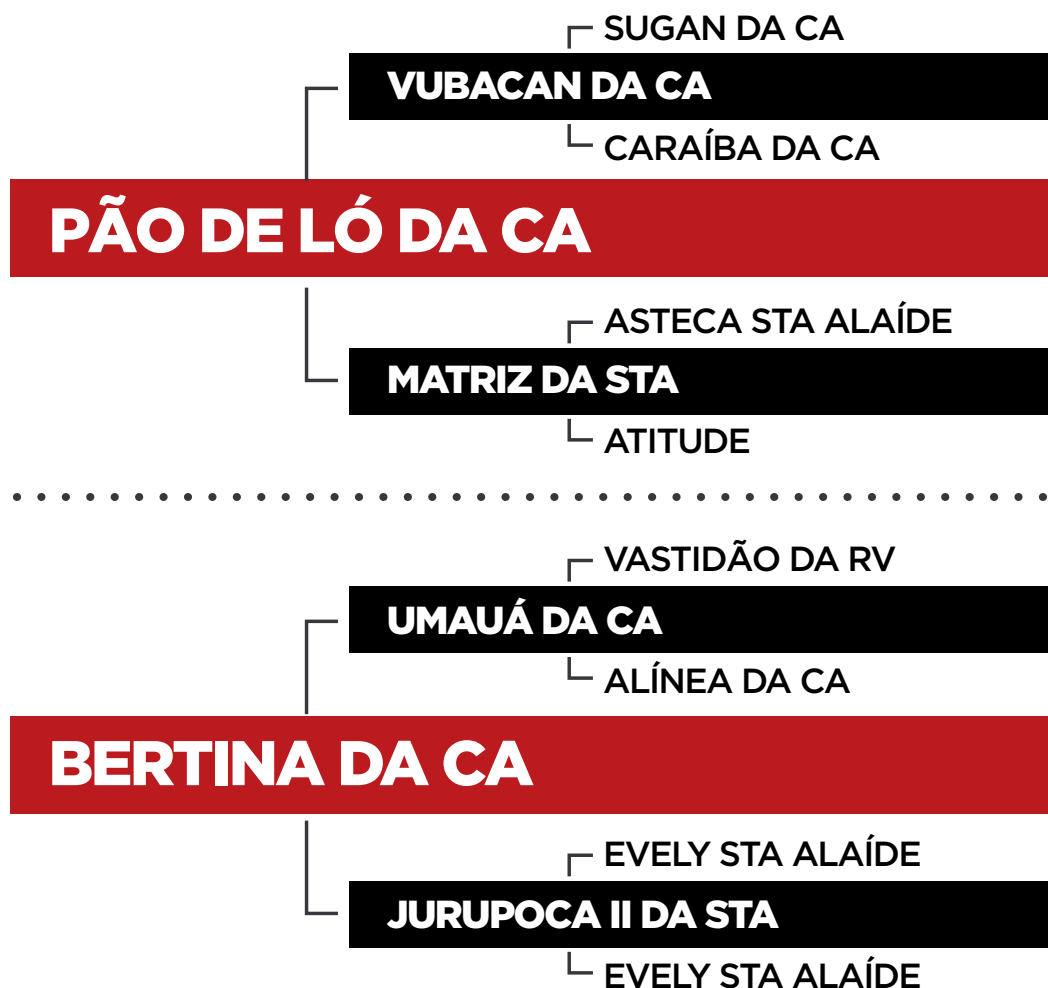 SUGAN DA CA
VUBACAN DA CA
CARAÍBA DA CA
PÃO DE LÓ DA CA
ASTECA STA ALAÍDE
MATRIZ DA STA
ATITUDE
VASTIDÃO DA RV
UMAUÁ DA CA
ALÍNEA DA CA
BERTINA DA CA
EVELY STA ALAÍDE
JURUPOCA II DA STA
EVELY STA ALAÍDE